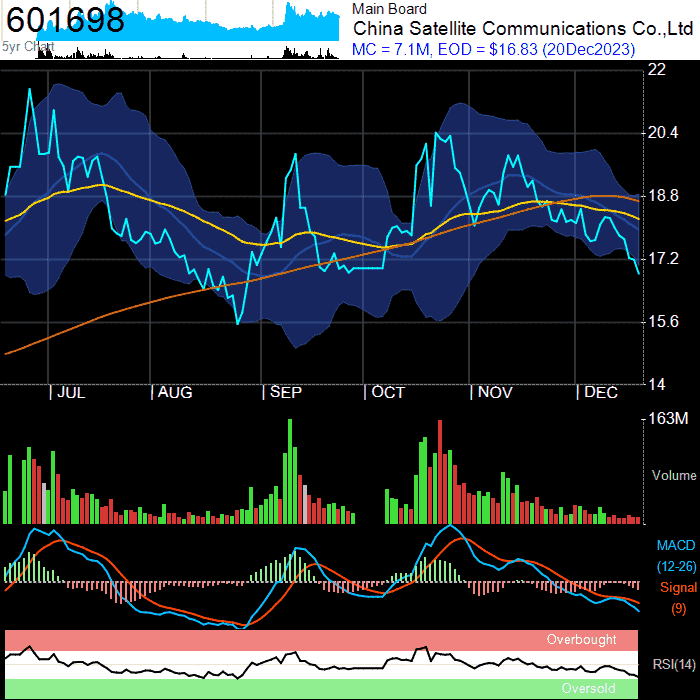 601698
5yr Chart
Main Board
China Satellite Communications Co.,Ltd
MC = 7.1M, EOD = $16.83 (20Dec2023)
22
20.4
18.8
17.2
15.6
14
JUL
AUG
SEP
OCT
NOV
DEC
163M
Volume
MACD
(12-26)
Signal
(9)
Overbought
RSI(14)
Oversold